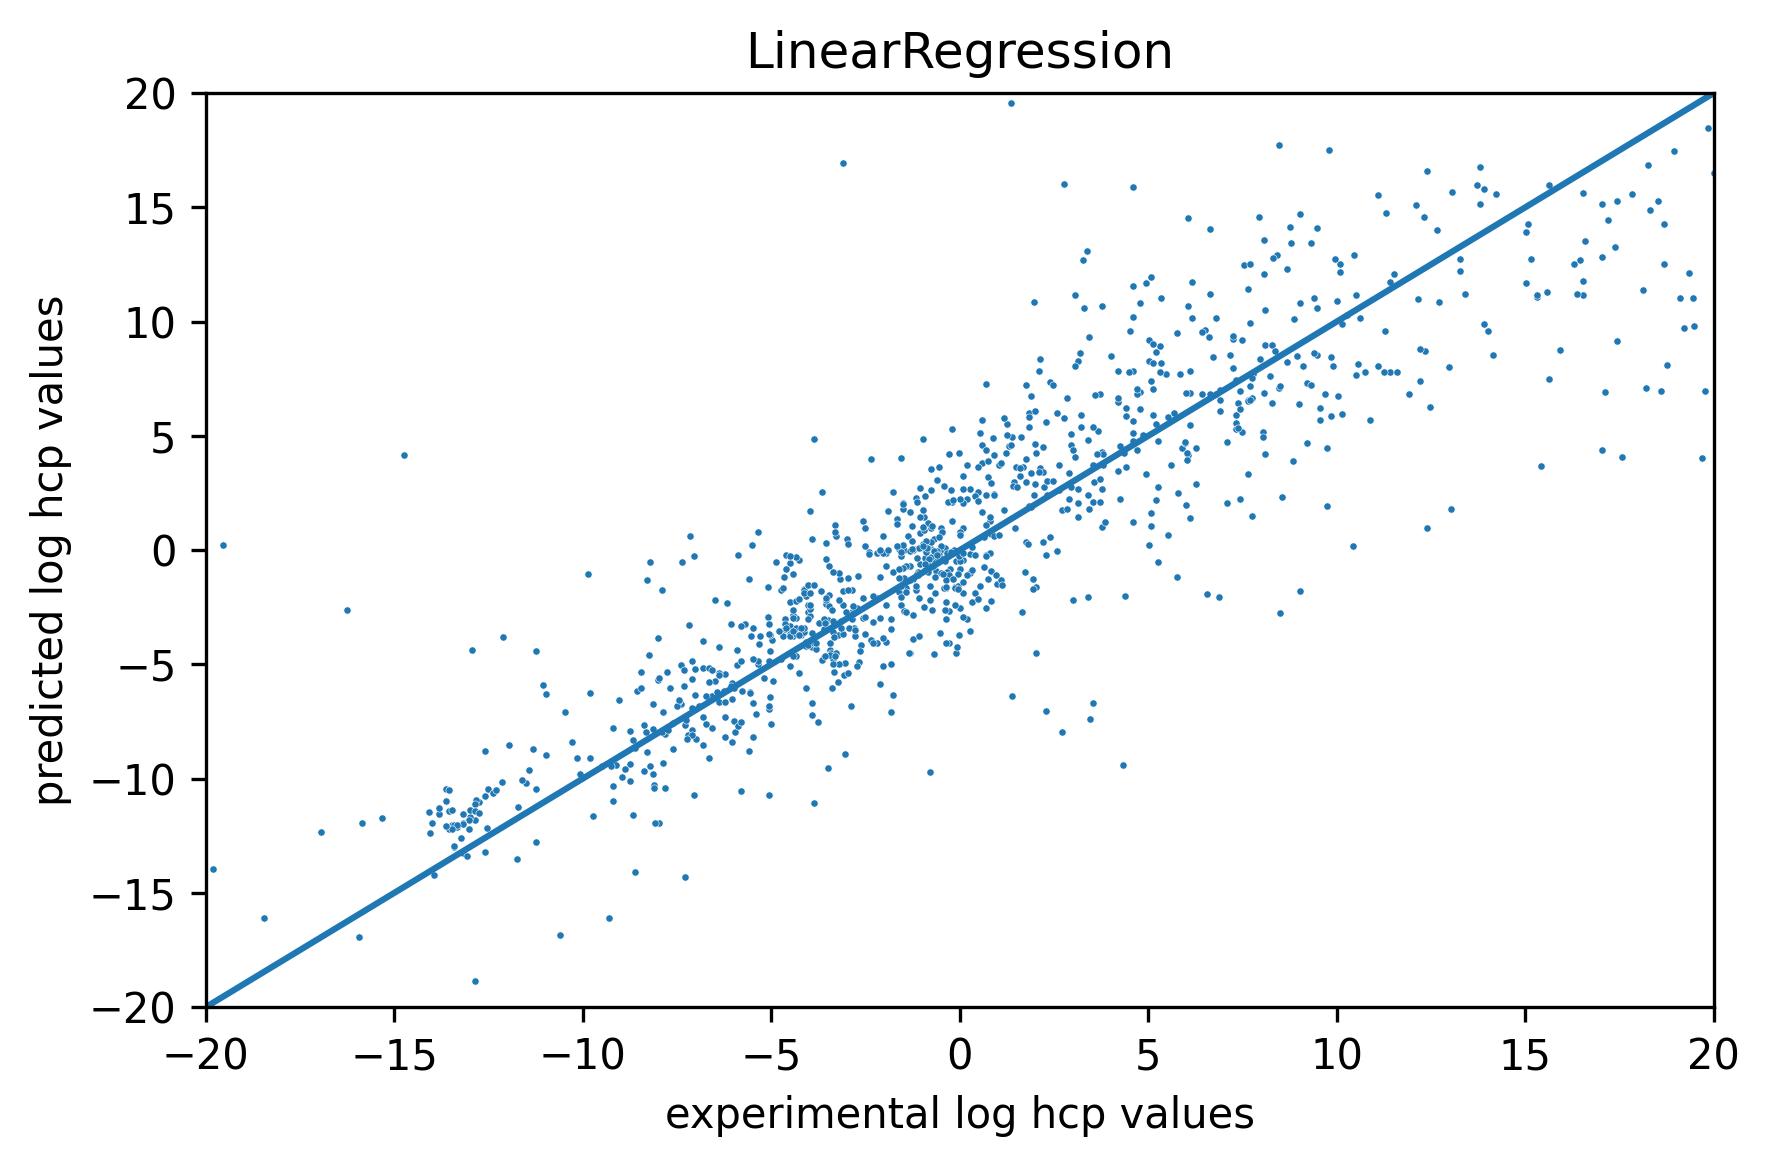 LinearRegression
20
15
10
5
0
−5
−10
−15
−20
predicted log hcp values
−20 −15 −10 −5 0 5 10 15 20
experimental log hcp values